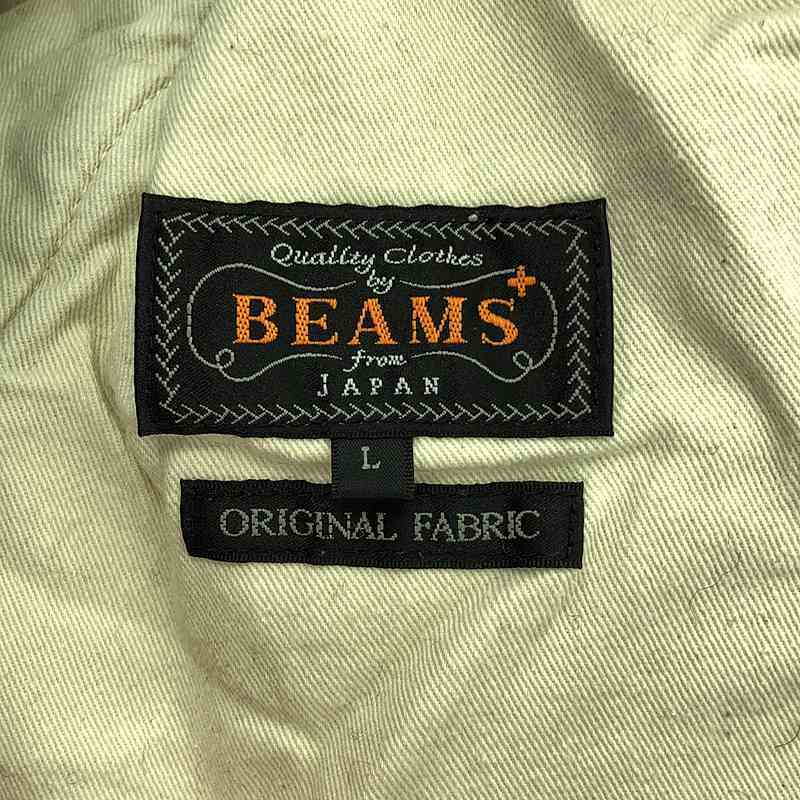 Quality Clothes
by
BEAMS+
from
JAPAN
L
ORIGINAL FABRIC